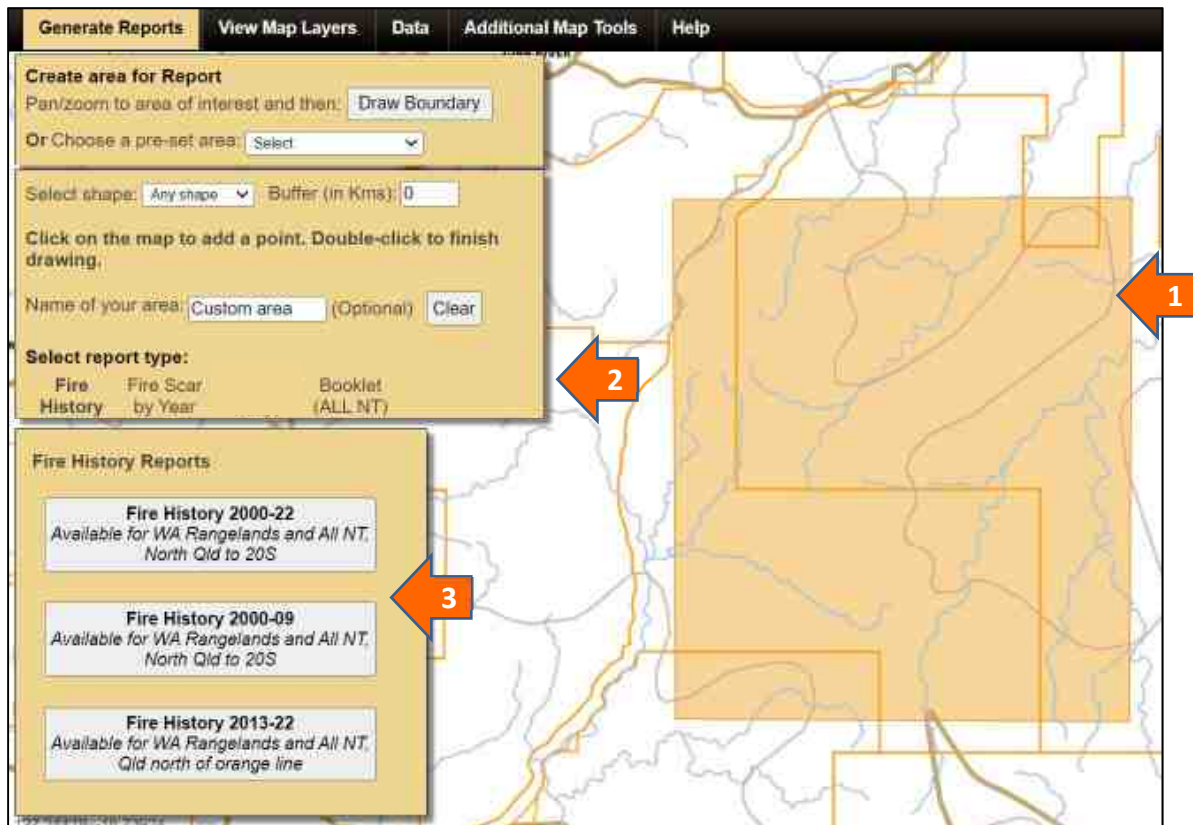 Generate Reports View Map Layers Data Additional Map Tools Help
Create area for Report
Pan/zoom to area of interest and then: Draw Boundary
Or Choose a pre-set area: Select
Select shape: Any shape Buffer (in Kms): 0
Click on the map to add a point. Double-click to finish
drawing.
Name of your area: Custom area (Optional) Clear
Select report type:
Fire Fire Scar Booklet
History by Year (ALL NT)
Fire History Reports
Fire History 2000-22
Available for WA Rangelands and All NT,
North Qld to 20S
Fire History 2000-09
Available for WA Rangelands and All NT,
North Qld to 20S
Fire History 2013-22
Available for WA Rangelands and All NT,
Qld north of orange line
1
2
3